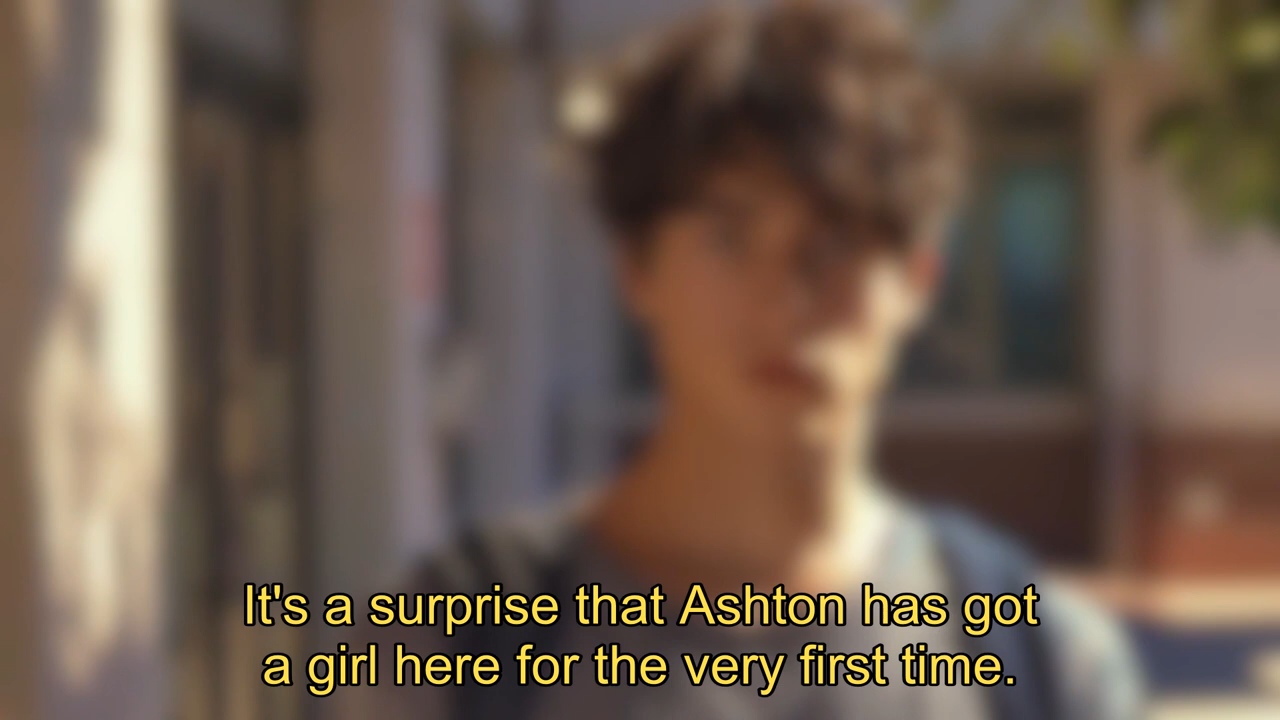 It's a surprise that Ashton has got
a girl here for the very first time.